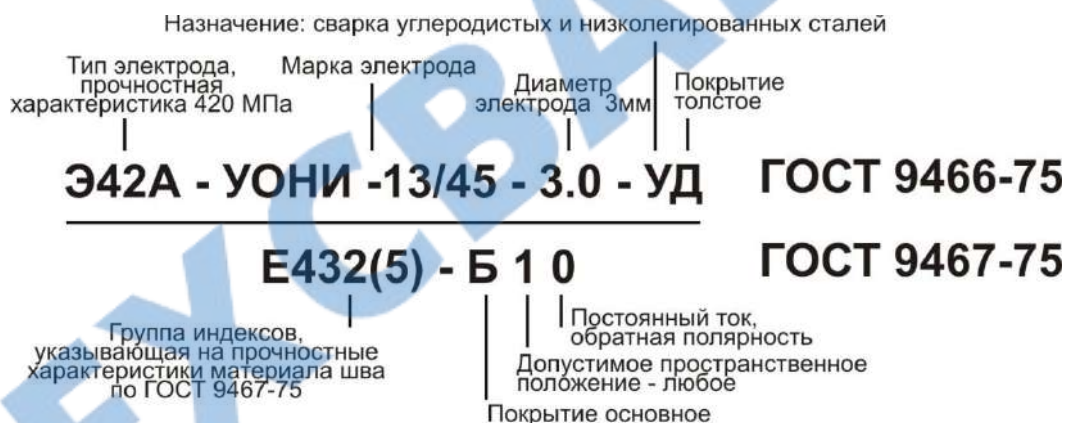 Назначение: сварка углеродистых и низколегированных сталей
Тип электрода,
прочностная
характеристика 420 МПа
Марка электрода
Диаметр
электрода 3мм
Покрытие
толстое
Э42А - УОНИ -13/45 - 3.0 - УД
ГОСТ 9466-75
Е432(5) - Б 1 0
ГОСТ 9467-75
Группа индексов,
указывающая на прочностные
характеристики материала шва
по ГОСТ 9467-75
Постоянный ток,
обратная полярность
Допустимое пространственное
положение - любое
Покрытие основное